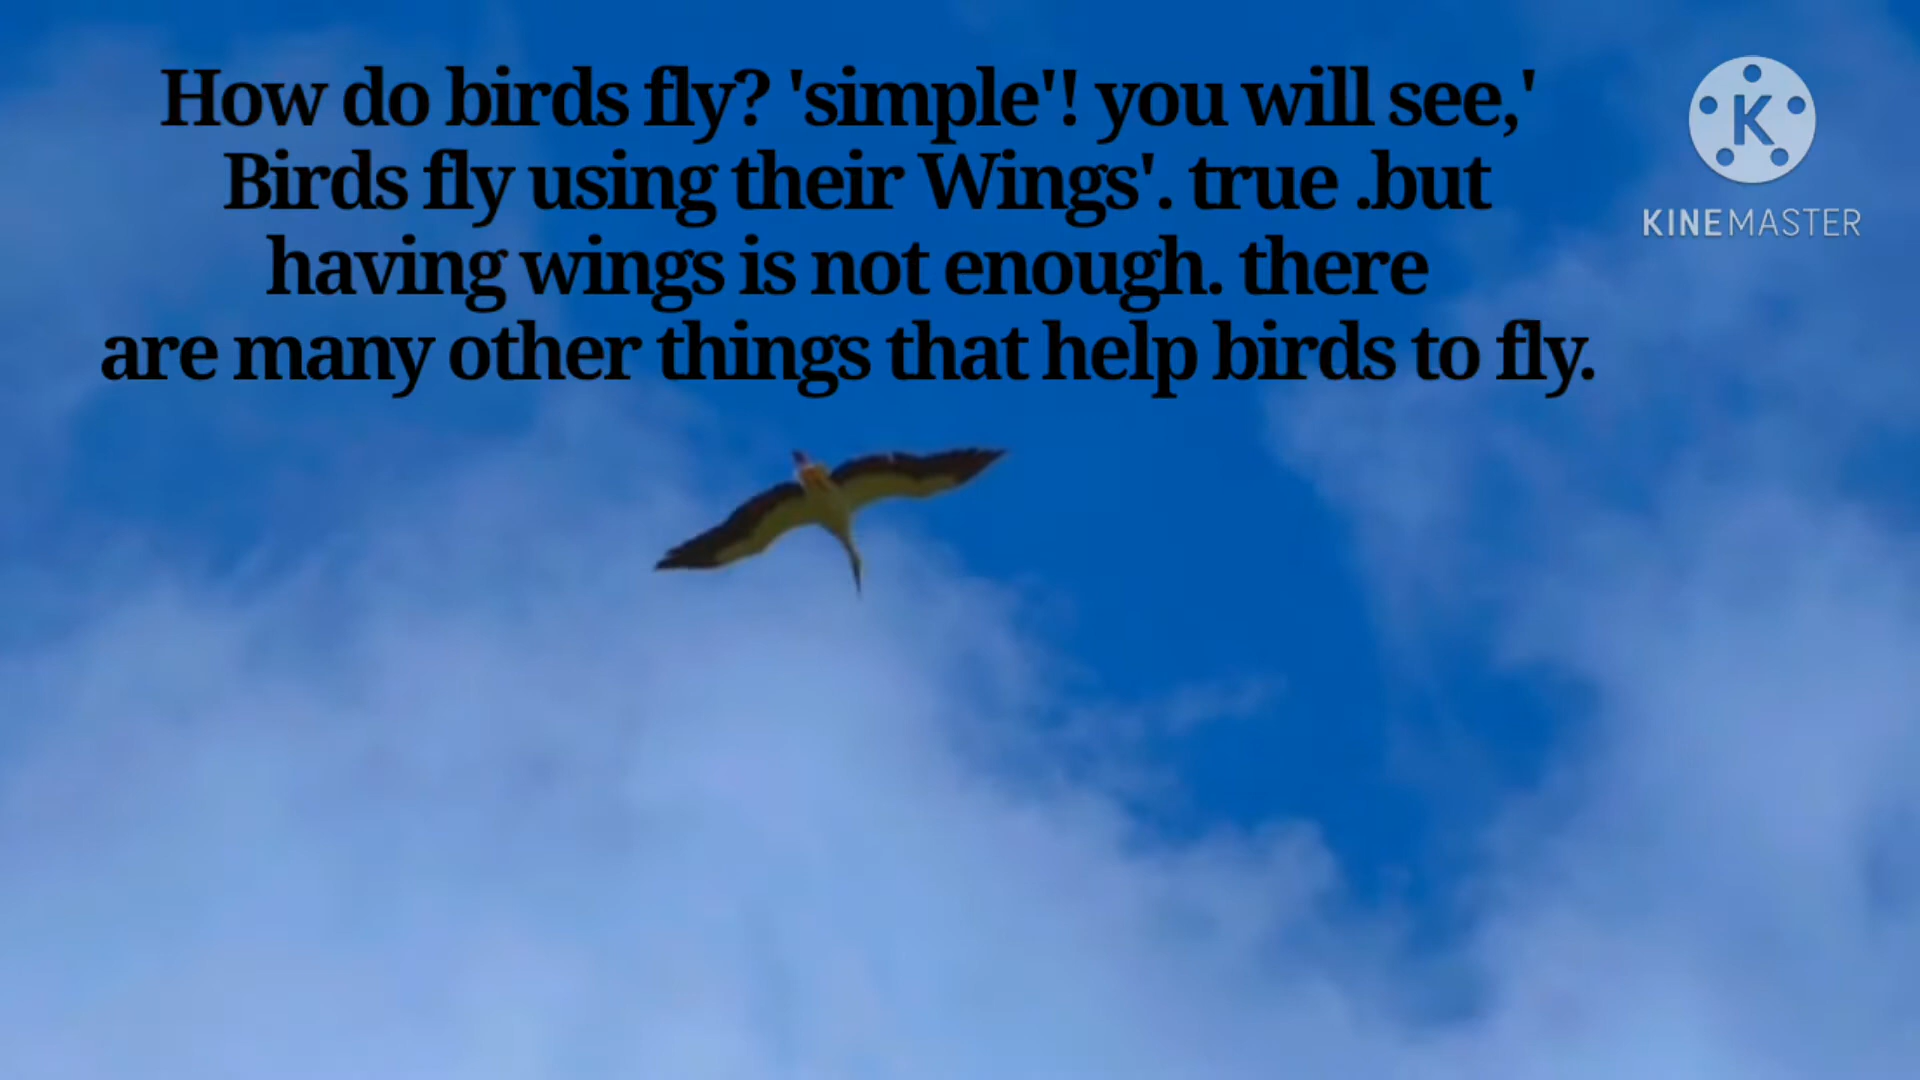 How do birds fly? 'simple'! you will see,'
Birds fly using their Wings'. true .but
having wings is not enough. there
are many other things that help birds to fly.
K
KINEMASTER